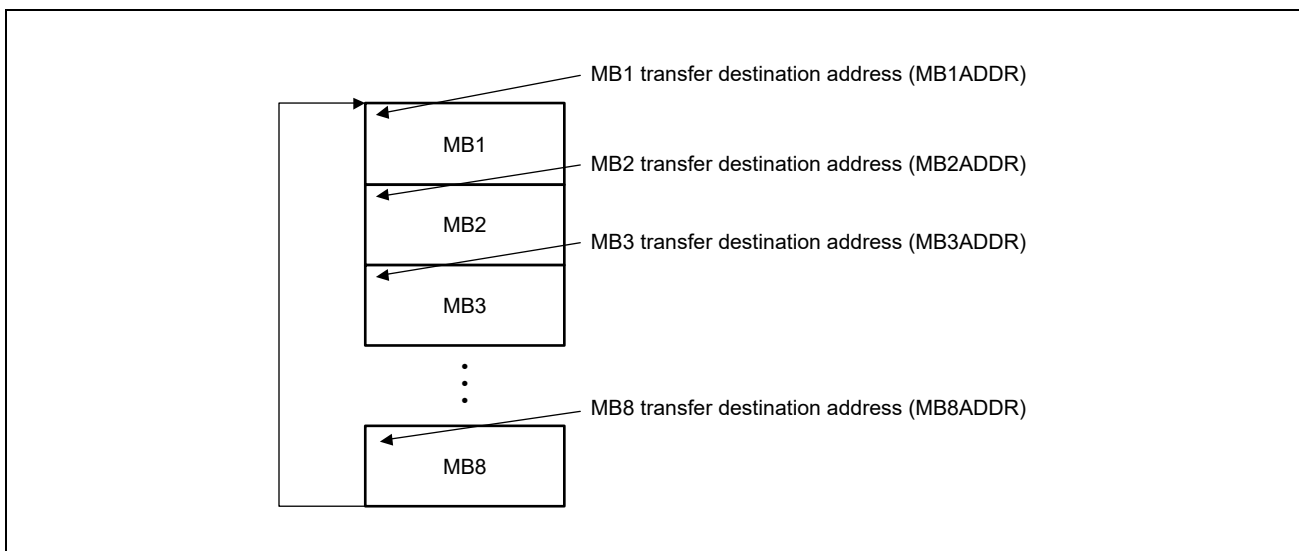 MB1 transfer destination address (MB1ADDR)
MB1
MB2 transfer destination address (MB2ADDR)
MB2
MB3 transfer destination address (MB3ADDR)
MB3
MB8 transfer destination address (MB8ADDR)
MB8